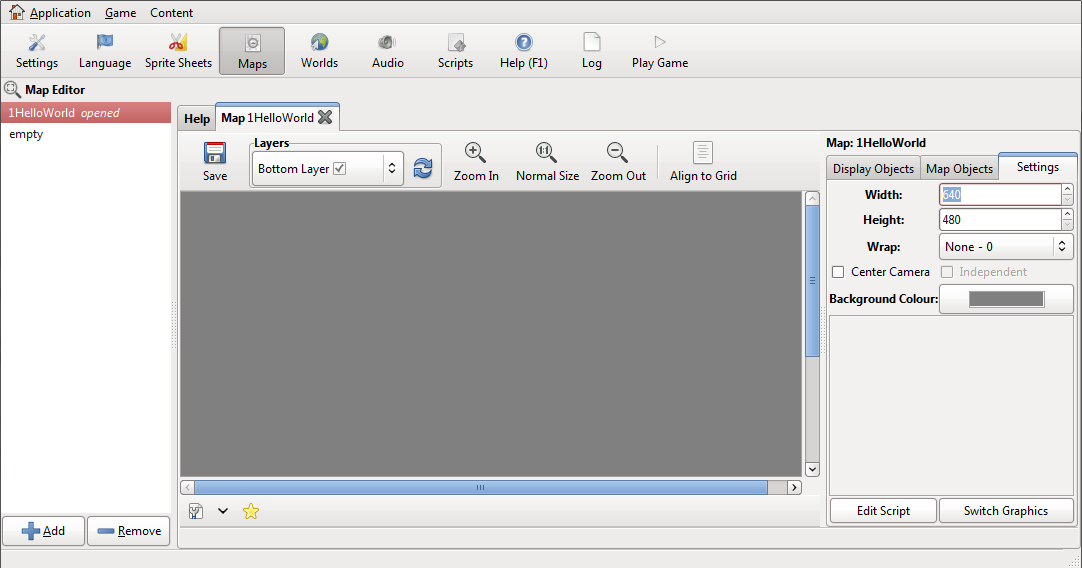 Application Game Content
Settings Language Sprite Sheets Maps Worlds Audio Scripts Help (F1) Log Play Game
Map Editor
1HelloWorld opened
empty
Add Remove
Help Map 1HelloWorld
Save
Layers
Bottom Layer
Zoom In 1:1 Normal Size Zoom Out Align to Grid
Map: 1HelloWorld
Display Objects Map Objects Settings
Width: 640
Height: 480
Wrap: None - 0
Center Camera Independent
Background Colour:
Edit Script Switch Graphics